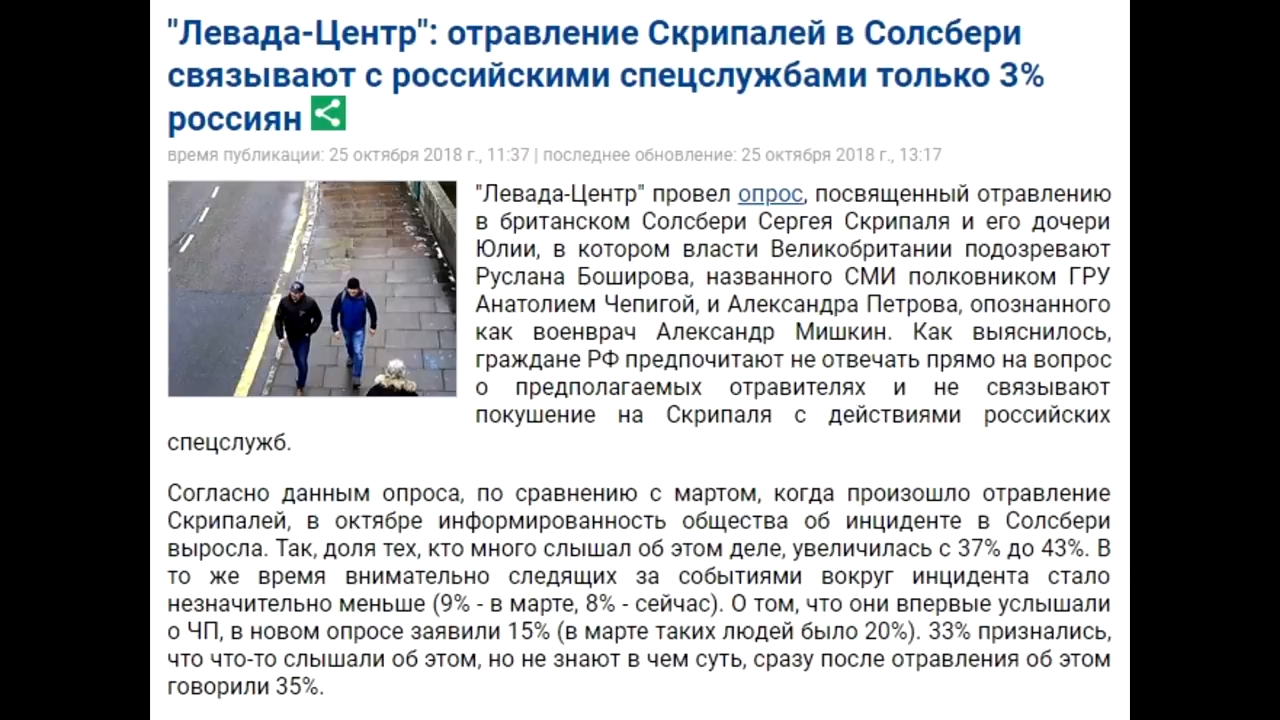 "Левада-Центр": отравление Скрипалей в Солсбери
связывают с российскими спецслужбами только 3%
россиян
время публикации: 25 октября 2018 г., 11:37 | последнее обновление: 25 октября 2018 г., 13:17
"Левада-Центр" провел опрос, посвященный отравлению
в британском Солсбери Сергея Скрипаля и его дочери
Юлии, в котором власти Великобритании подозревают
Руслана Боширова, названного СМИ полковником ГРУ
Анатолием Чепигой, и Александра Петрова, опознанного
как военврач Александр Мишкин. Как выяснилось,
граждане РФ предпочитают не отвечать прямо на вопрос
о предполагаемых отравителях и не связывают
покушение на Скрипаля с действиями российских
спецслужб.
Согласно данным опроса, по сравнению с мартом, когда произошло отравление
Скрипалей, в октябре информированность общества об инциденте в Солсбери
выросла. Так, доля тех, кто много слышал об этом деле, увеличилась с 37% до 43%. В
то же время внимательно следящих за событиями вокруг инцидента стало
незначительно меньше (9% - в марте, 8% - сейчас). О том, что они впервые услышали
о ЧП, в новом опросе заявили 15% (в марте таких людей было 20%). 33% признались,
что что-то слышали об этом, но не знают в чем суть, сразу после отравления об этом
говорили 35%.